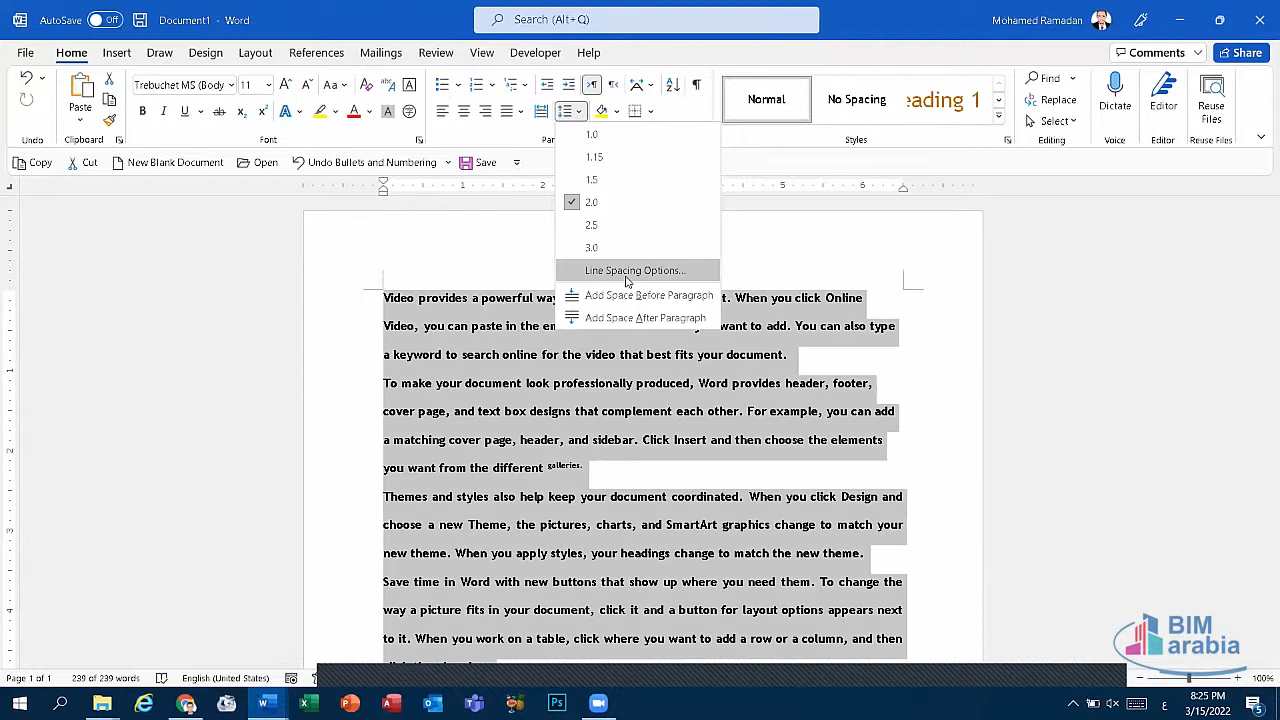 AutoSave Off Document1 - Word Search (Alt+Q) Mohamed Ramadan
File Home Insert Draw Design Layout References Mailings Review View Developer Help Comments Share
Trebuchet MS (Body 11 Aa
Normal No Spacing eading 1
Find
Replace
Select
Paste
Dictate Editor Reuse Files
Undo Clipboard Font Styles Editing Voice Editor Reuse Files
Copy Cut New Blank Document Open Undo Bullets and Numbering Save
1.0
1.15
1.5
2.0
2.5
3.0
Line Spacing Options...
Add Space Before Paragraph
Add Space After Paragraph
1 2 5 6
Video provides a powerful way t. When you click Online
Video, you can paste in the em want to add. You can also type
a keyword to search online for the video that best fits your document.
To make your document look professionally produced, Word provides header, footer,
cover page, and text box designs that complement each other. For example, you can add
a matching cover page, header, and sidebar. Click Insert and then choose the elements
you want from the different galleries.
Themes and styles also help keep your document coordinated. When you click Design and
choose a new Theme, the pictures, charts, and SmartArt graphics change to match your
new theme. When you apply styles, your headings change to match the new theme.
Save time in Word with new buttons that show up where you need them. To change the
way a picture fits in your document, click it and a button for layout options appears next
to it. When you work on a table, click where you want to add a row or a column, and then
BIM
arabia
Page 1 of 1 239 of 239 words English (United States) 100%
8:25 PM
3/15/2022